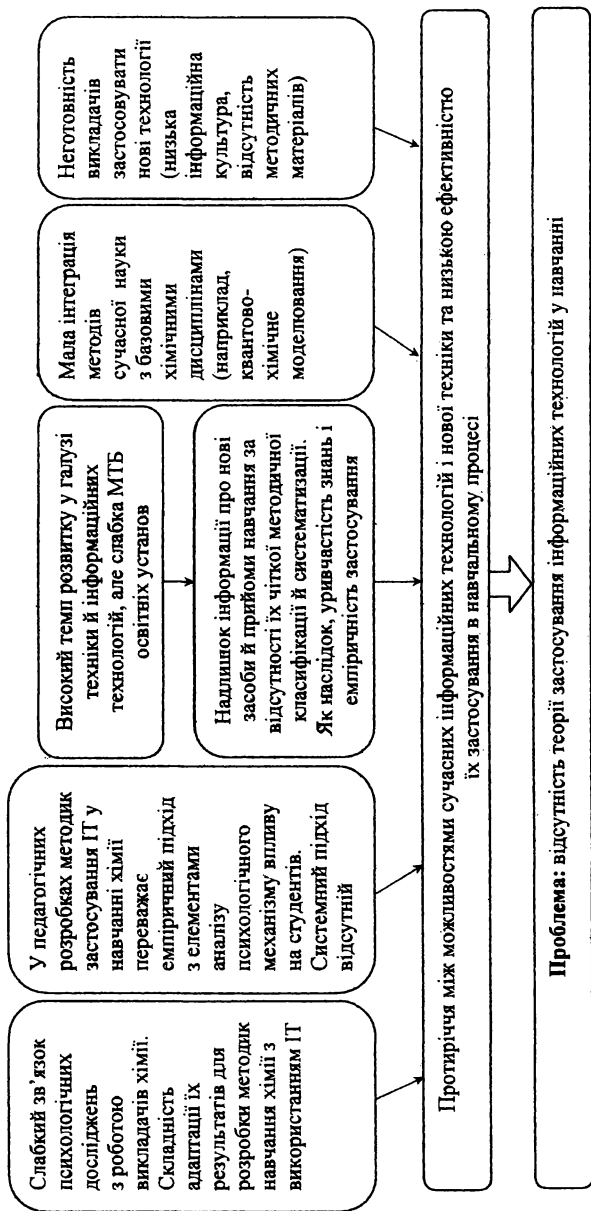 Слабкий зв’язок
психологічних
досліджень
з роботою
викладачів хімії.
Складність
адаптації їх
результатів для
розробки методик
навчання хімії з
використанням ІТ
У педагогічних
розробках методик
застосування ІТ у
навчанні хімії
переважає
емпіричний підхід
з елементами
аналізу
психологічного
механізму впливу
на студентів.
Системний підхід
відсутній
Високий темп розвитку у галузі
техніки й інформаційних
технологій, але слабка МТБ
освітніх установ
Надлишок інформації про нові
засоби й прийоми навчання за
відсутності їх чіткої методичної
класифікації й систематизації.
Як наслідок, уривчастість знань і
емпіричність застосування
Мала інтеграція
методів
сучасної науки
з базовими
хімічними
дисциплінами
(наприклад,
квантово-
хімічне
моделювання)
Неготовність
викладачів
застосовувати
нові технології
(низька
інформаційна
культура,
відсутність
методичних
матеріалів)
Протиріччя між можливостями сучасних інформаційних технологій і нової техніки та низькою ефективністю
їх застосування в навчальному процесі
Проблема: відсутність теорії застосування інформаційних технологій у навчанні